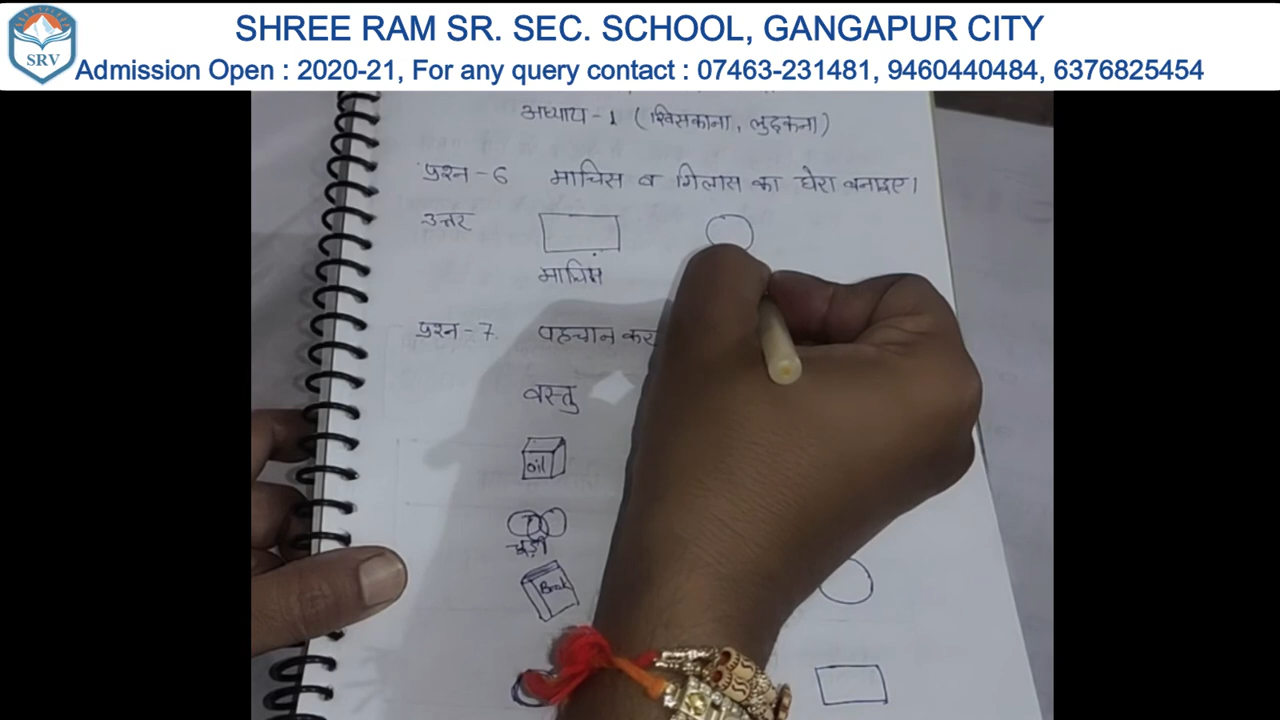 SHREE RAM SR. SEC. SCHOOL, GANGAPUR CITY
SRV
Admission Open : 2020-21, For any query contact : 07463-231481, 9460440484, 6376825454
अध्याय - 1 (खिसकाना, लुढ़कना)
प्रश्न - 6 माचिस व गिलास का घेरा बनाइए।
उत्तर
माचिस
प्रश्न - 7 पहचान कर
वस्तु
oil
चूड़ी
Book